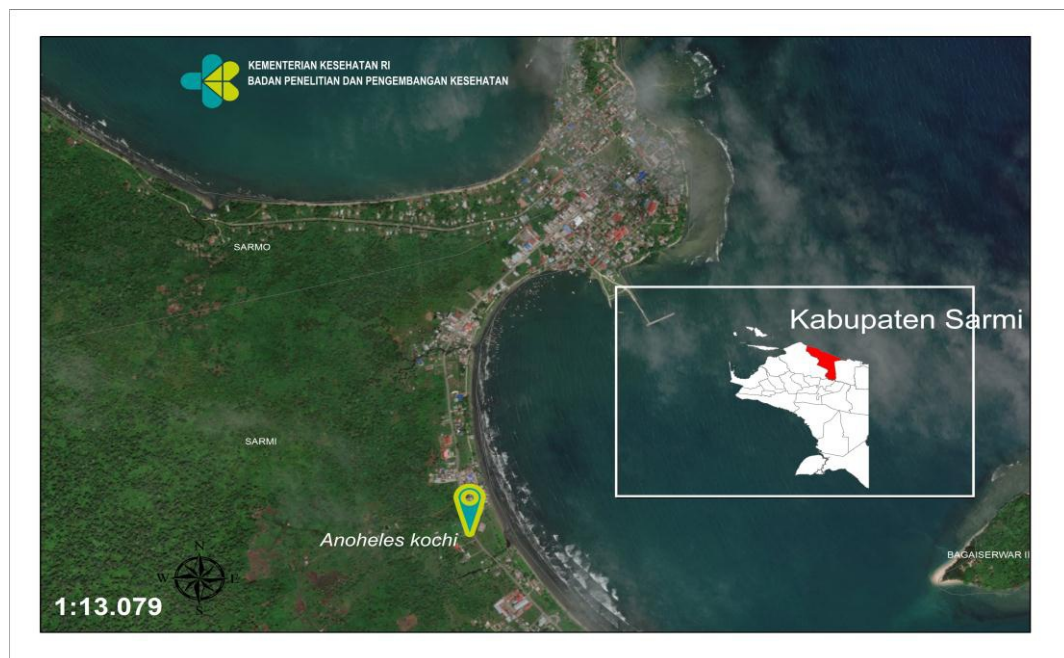 KEMENTERIAN KESEHATAN RI
BADAN PENELITIAN DAN PENGEMBANGAN KESEHATAN
SARMO
Kabupaten Sarmi
SARMI
Anoheles kochi
BAGAISERWAR II
N
W E
S
1:13.079